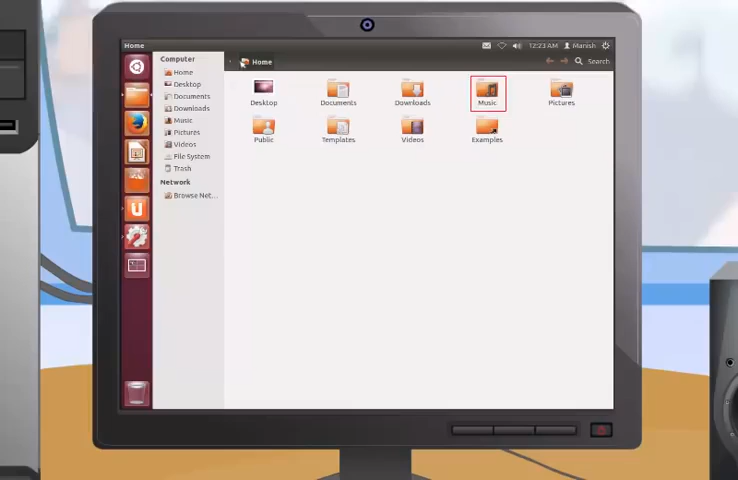 Home
12:23 AM
Manish
Computer
Home
Desktop
Documents
Downloads
Music
Pictures
Videos
File System
Trash
Network
Browse Net...
Home
Search
Desktop
Documents
Downloads
Music
Pictures
Public
Templates
Videos
Examples